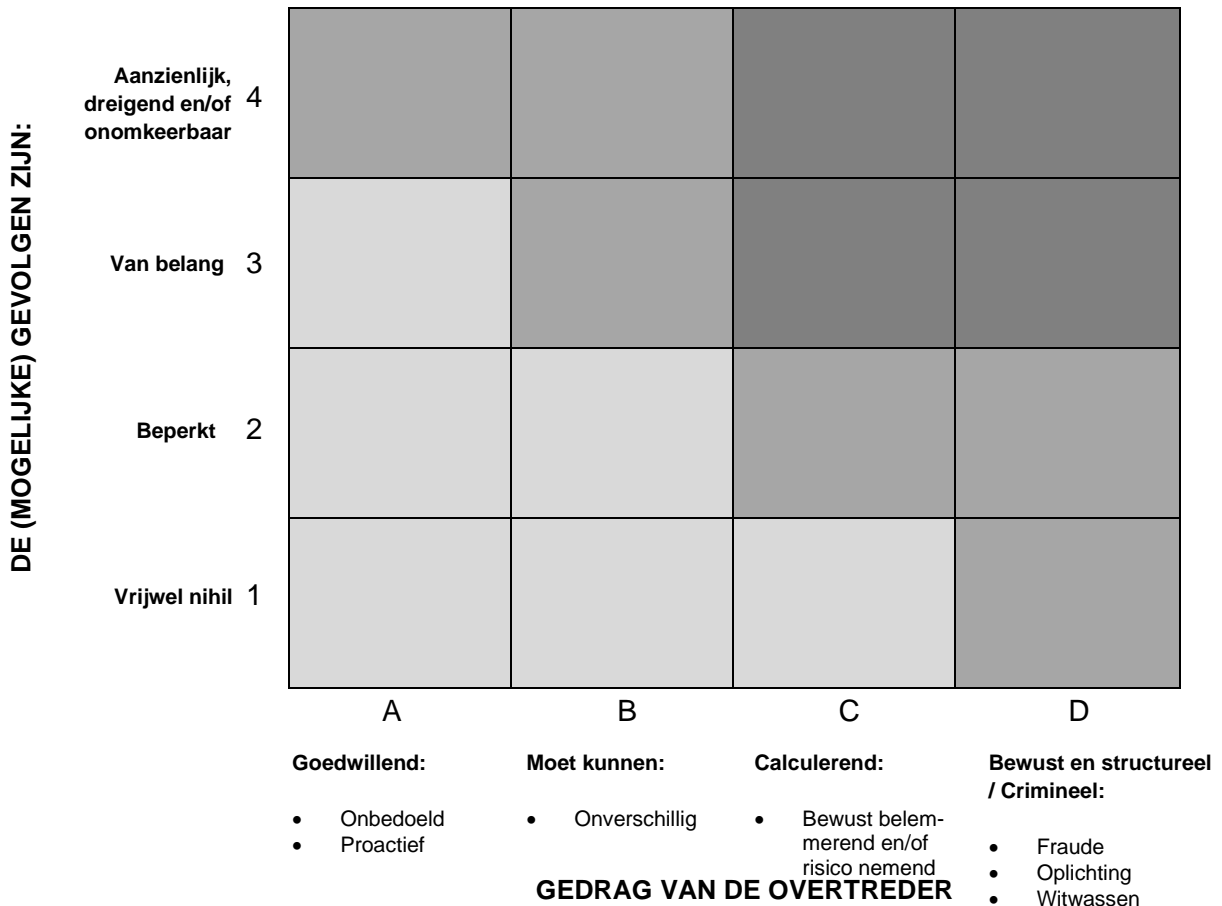 DE (MOGELIJKE) GEVOLGEN ZIJN:
Aanzienlijk,
dreigend en/of
onomkeerbaar
4
Van belang 3
Beperkt 2
Vrijwel nihil 1
A B C D
Goedwillend:
• Onbedoeld
• Proactief
Moet kunnen:
• Onverschillig
Calculerend:
• Bewust belem-
merend en/of
risico nemend
Bewust en structureel
/ Crimineel:
• Fraude
• Oplichting
• Witwassen
GEDRAG VAN DE OVERTREDER